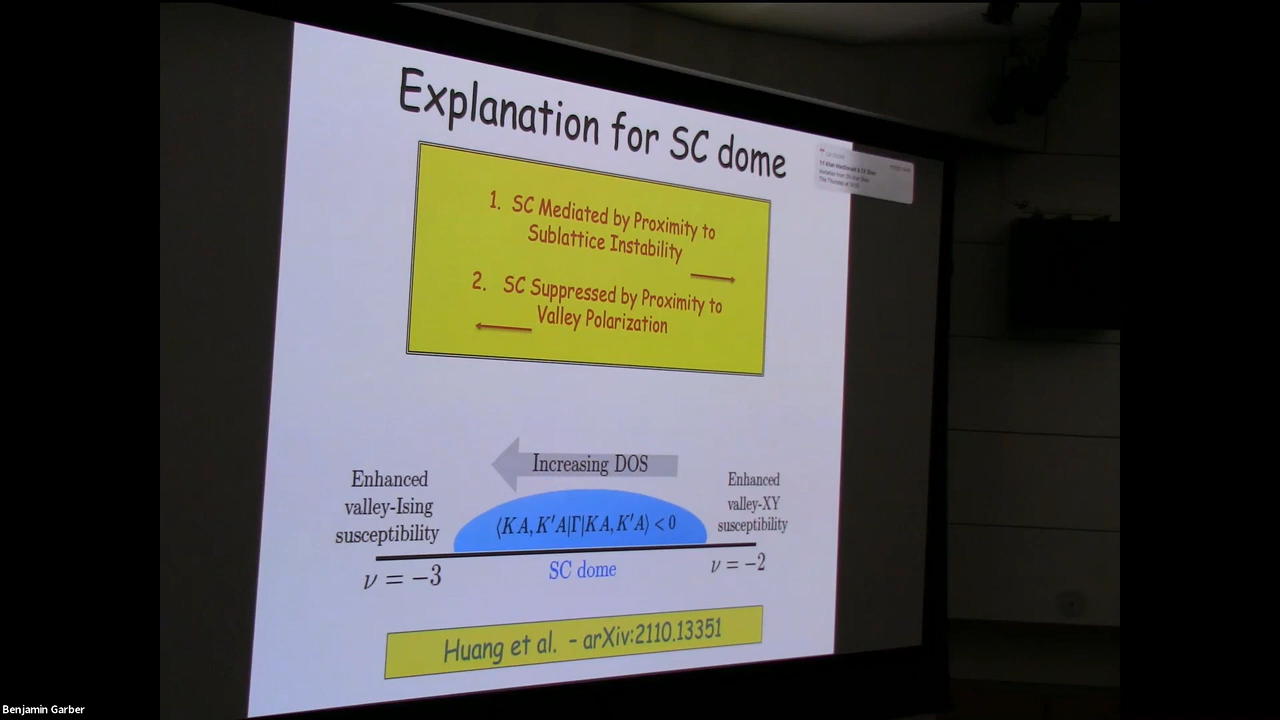 Explanation for SC dome
1. SC Mediated by Proximity to
Sublattice Instability
2. SC Suppressed by Proximity to
Valley Polarization
Increasing DOS
Enhanced
valley-Ising
susceptibility
⟨KA, K′A|Γ|KA, K′A⟩ < 0
Enhanced
valley-XY
susceptibility
ν = −3
SC dome
ν = −2
Huang et al. – arXiv:2110.13351
Benjamin Garber